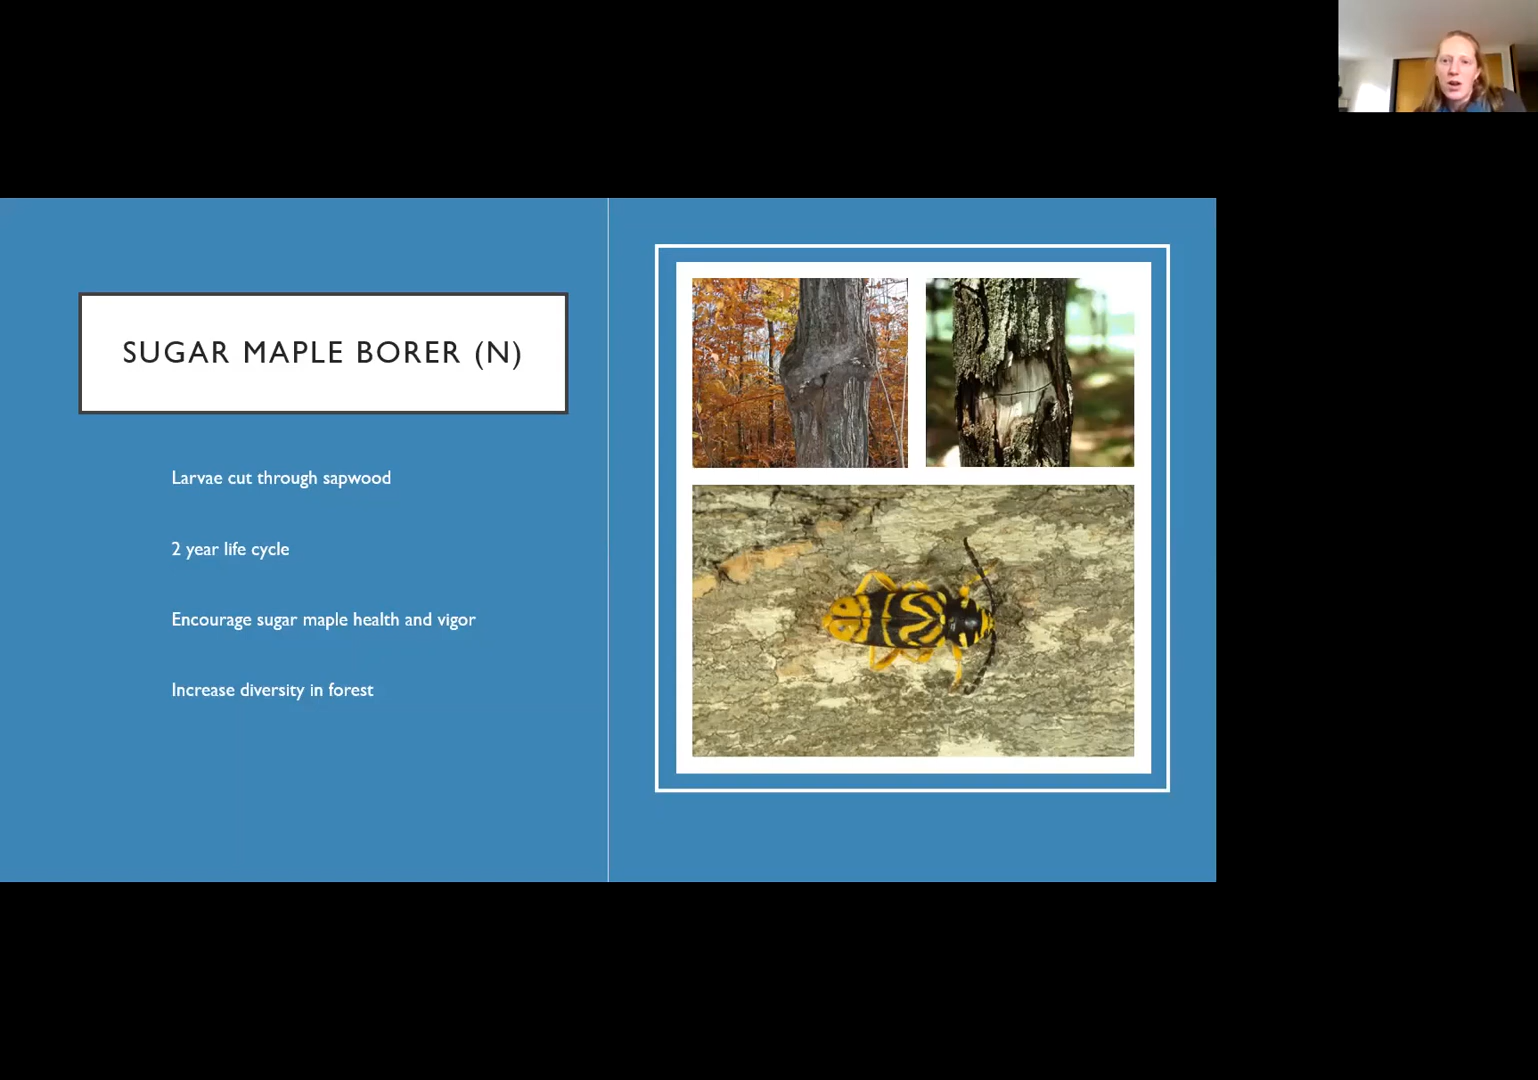 SUGAR MAPLE BORER (N)
Larvae cut through sapwood
2 year life cycle
Encourage sugar maple health and vigor
Increase diversity in forest